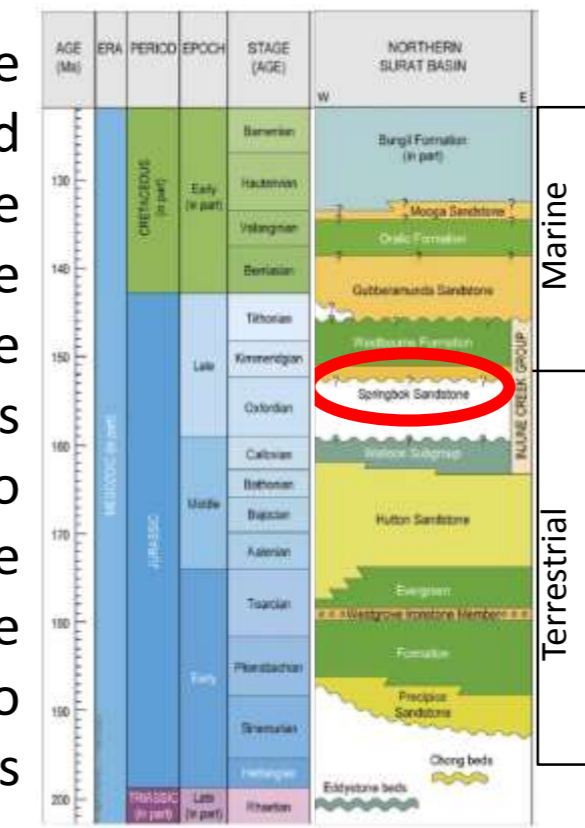 e
d
e
e
e
s
o
e
e
o
s
AGE (Ma)
ERA
PERIOD
EPOCH
STAGE (AGE)
NORTHERN SURAT BASIN
W
E
130
140
150
160
170
180
190
200
MESOZOIC (in part)
CRETACEOUS (in part)
JURASSIC
TRIASSIC (in part)
Early (in part)
Late
Middle
Early
Late (in part)
Barremian
Hauterivian
Valanginian
Berriasian
Tithonian
Kimmeridgian
Oxfordian
Callovian
Bathonian
Bajocian
Aalenian
Toarcian
Pliensbachian
Sinemurian
Hettangian
Rhaetian
Bungil Formation (in part)
Mooga Sandstone
Orallo Formation
Gubberamunda Sandstone
Westbourne Formation
Springbok Sandstone
Walloon Subgroup
INJUNE CREEK GROUP
Hutton Sandstone
Evergreen
Westgrove Ironstone Member
Formation
Precipice Sandstone
Chong beds
Eddystone beds
Marine
Terrestrial